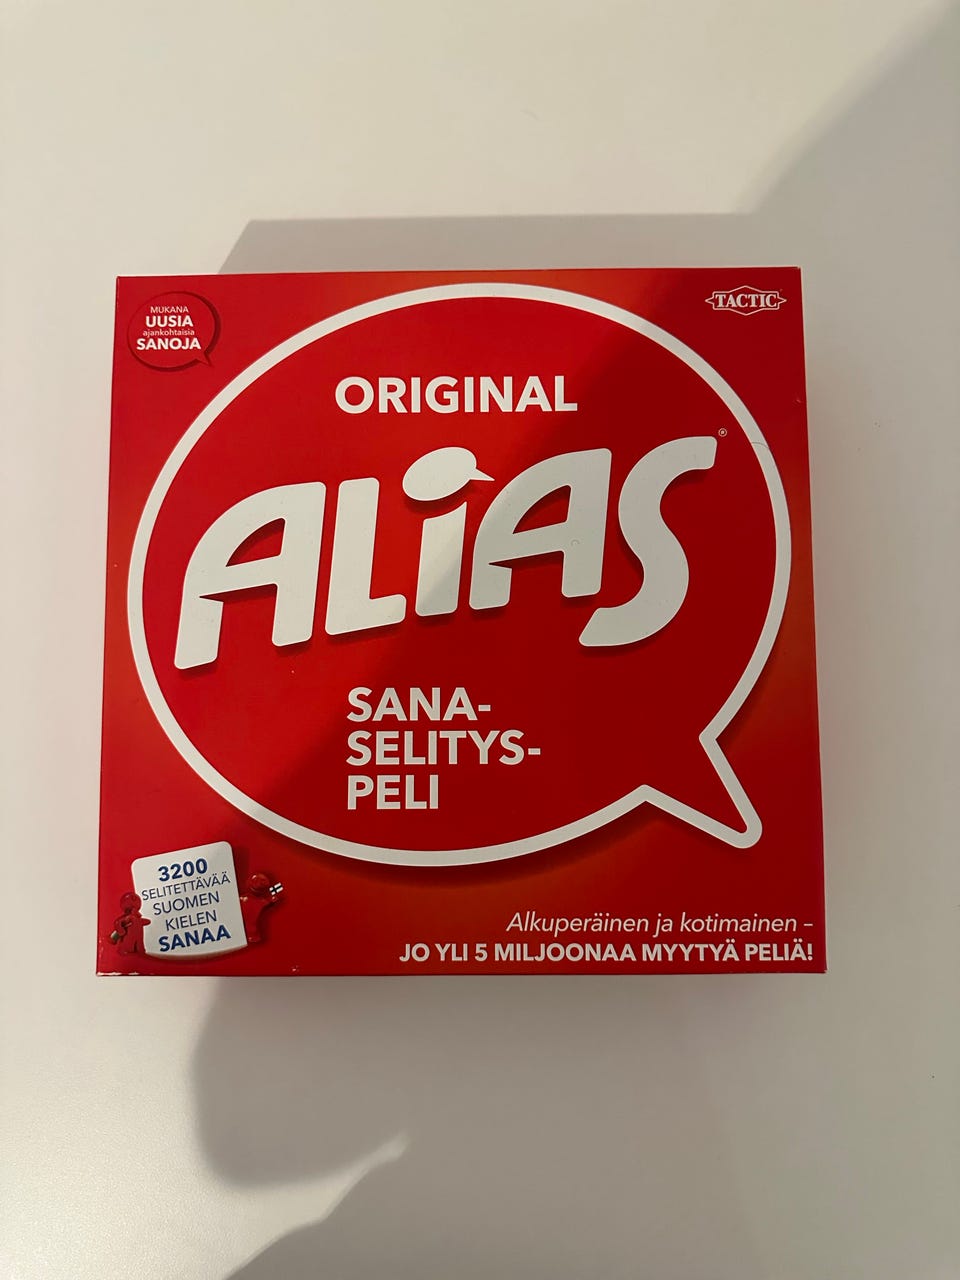 MUKANA
UUSIA
ajankohtaisia
SANOJA
TACTIC
ORIGINAL
ALiAS®
SANA-
SELITYS-
PELI
3200
SELITETTÄVÄÄ
SUOMEN
KIELEN
SANAA
Alkuperäinen ja kotimainen –
JO YLI 5 MILJOONAA MYYTYÄ PELIÄ!